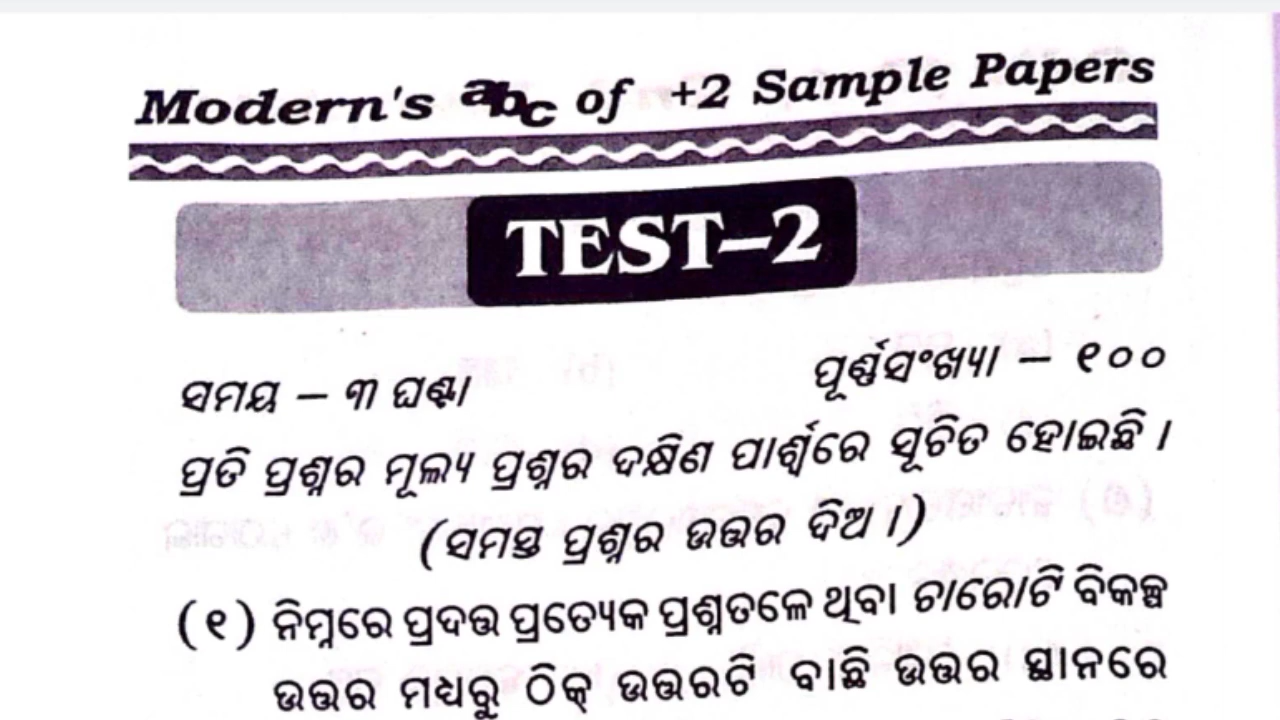 Modern's abc of +2 Sample Papers
TEST–2
ସମୟ – ୩ ଘଣ୍ଟା ପୂର୍ଣ୍ଣସଂଖ୍ୟା – ୧୦୦
ପ୍ରତି ପ୍ରଶ୍ନର ମୂଲ୍ୟ ପ୍ରଶ୍ନର ଦକ୍ଷିଣ ପାର୍ଶ୍ୱରେ ସୂଚିତ ହୋଇଛି ।
(ସମସ୍ତ ପ୍ରଶ୍ନର ଉତ୍ତର ଦିଅ ।)
(୧) ନିମ୍ନରେ ପ୍ରଦତ୍ତ ପ୍ରତ୍ୟେକ ପ୍ରଶ୍ନତଳେ ଥିବା ଚାରୋଟି ବିକଳ୍ପ
ଉତ୍ତର ମଧ୍ୟରୁ ଠିକ୍ ଉତ୍ତରଟି ବାଛି ଉତ୍ତର ସ୍ଥାନରେ